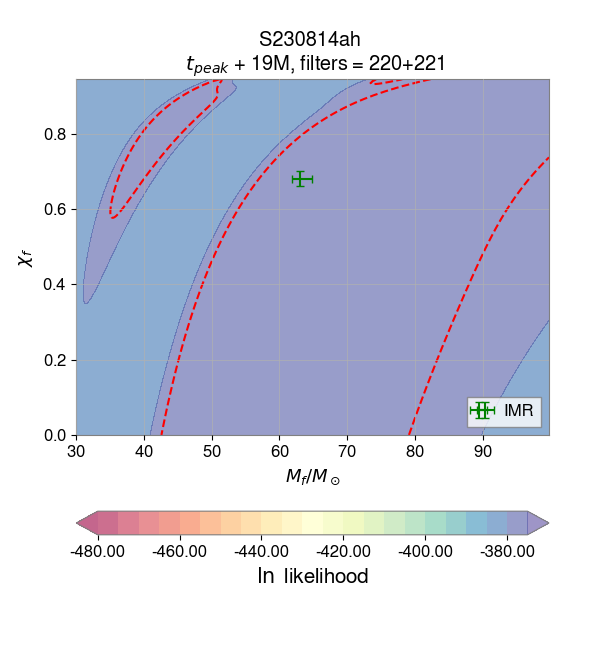 S230814ah
t_peak + 19M, filters = 220+221
χ_f
0.8
0.6
0.4
0.2
0.0
30 40 50 60 70 80 90
M_f/M_⊙
IMR
-480.00 -460.00 -440.00 -420.00 -400.00 -380.00
ln likelihood